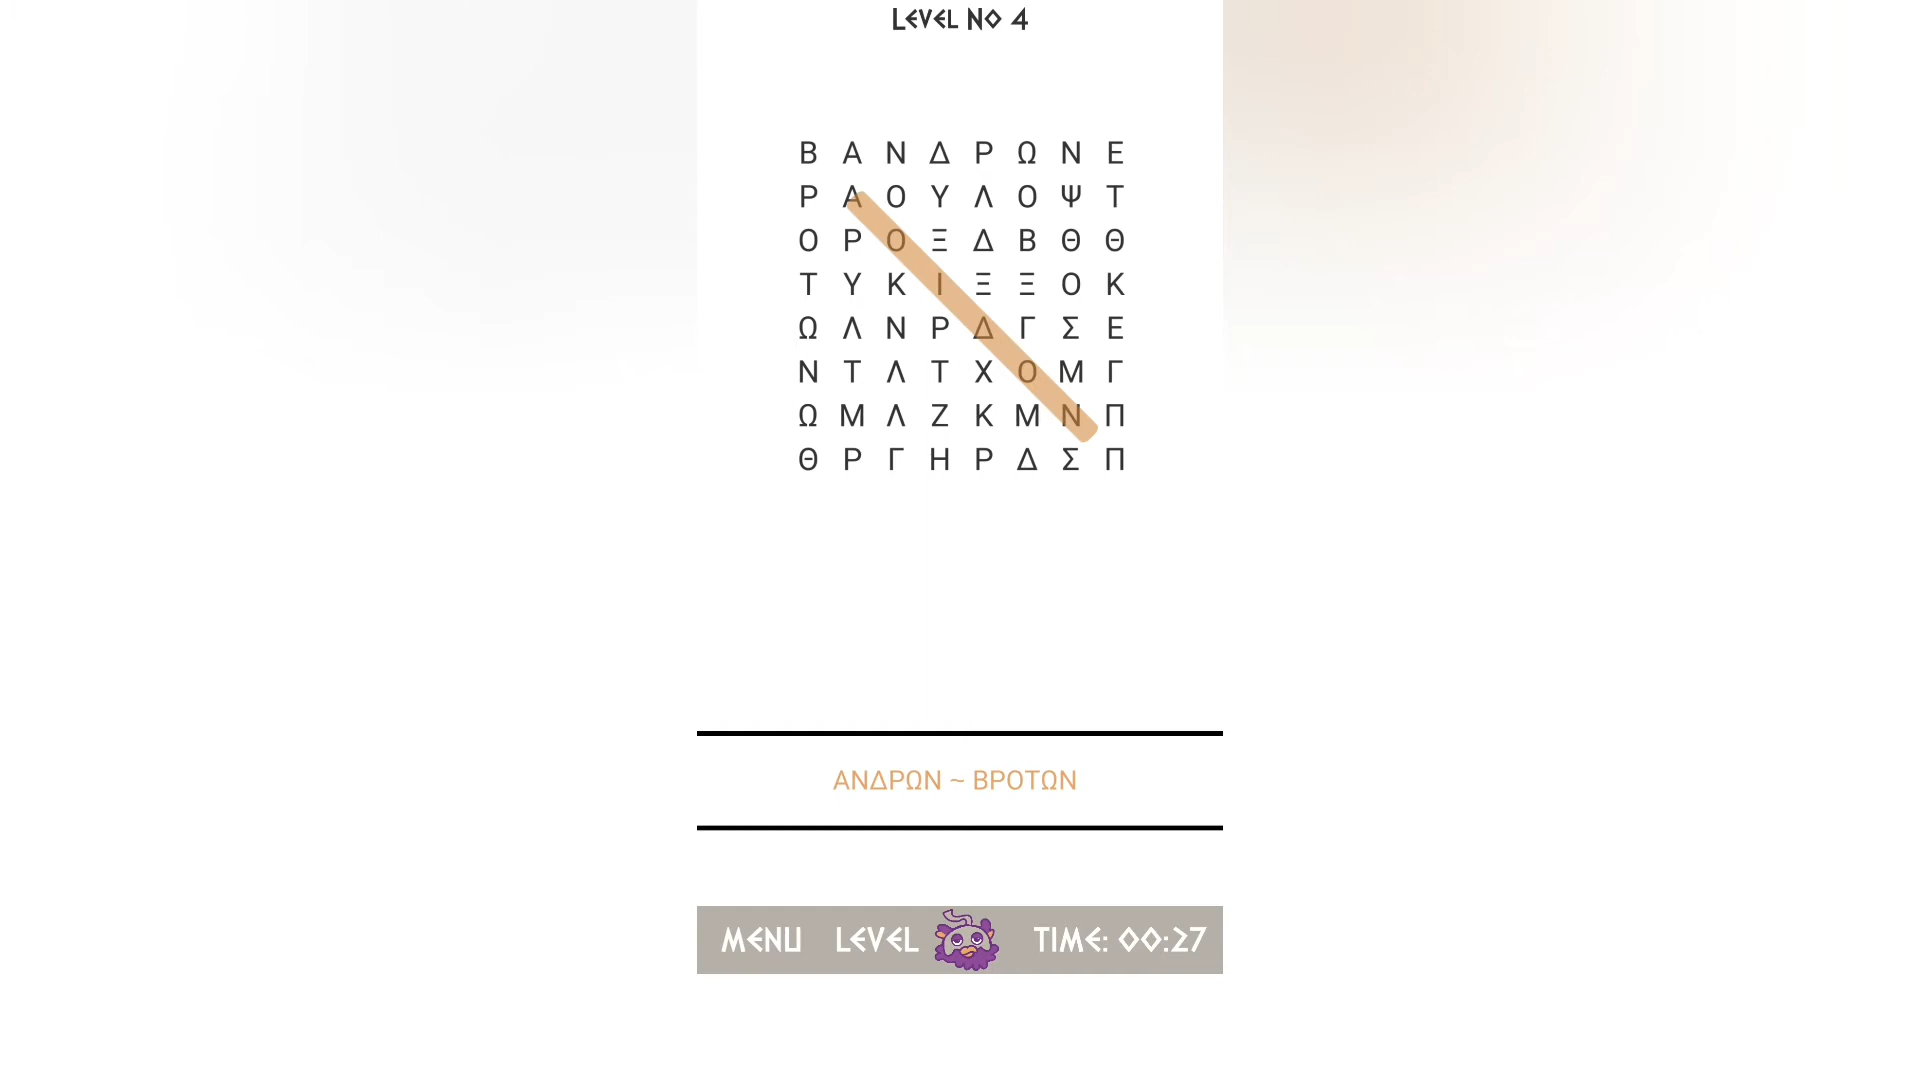 LEVEL NO 4
Β Α Ν Δ Ρ Ω Ν Ε
Ρ Α Ο Υ Λ Ο Ψ Τ
Ο Ρ Ο Ξ Δ Β Θ Θ
Τ Υ Κ Ι Ξ Ξ Ο Κ
Ω Λ Ν Ρ Δ Γ Σ Ε
Ν Τ Λ Τ Χ Ο Μ Γ
Ω Μ Λ Ζ Κ Μ Ν Π
Θ Ρ Γ Η Ρ Δ Σ Π
ΑΝΔΡΩΝ ~ ΒΡΟΤΩΝ
MENU LEVEL TIME: 00:27